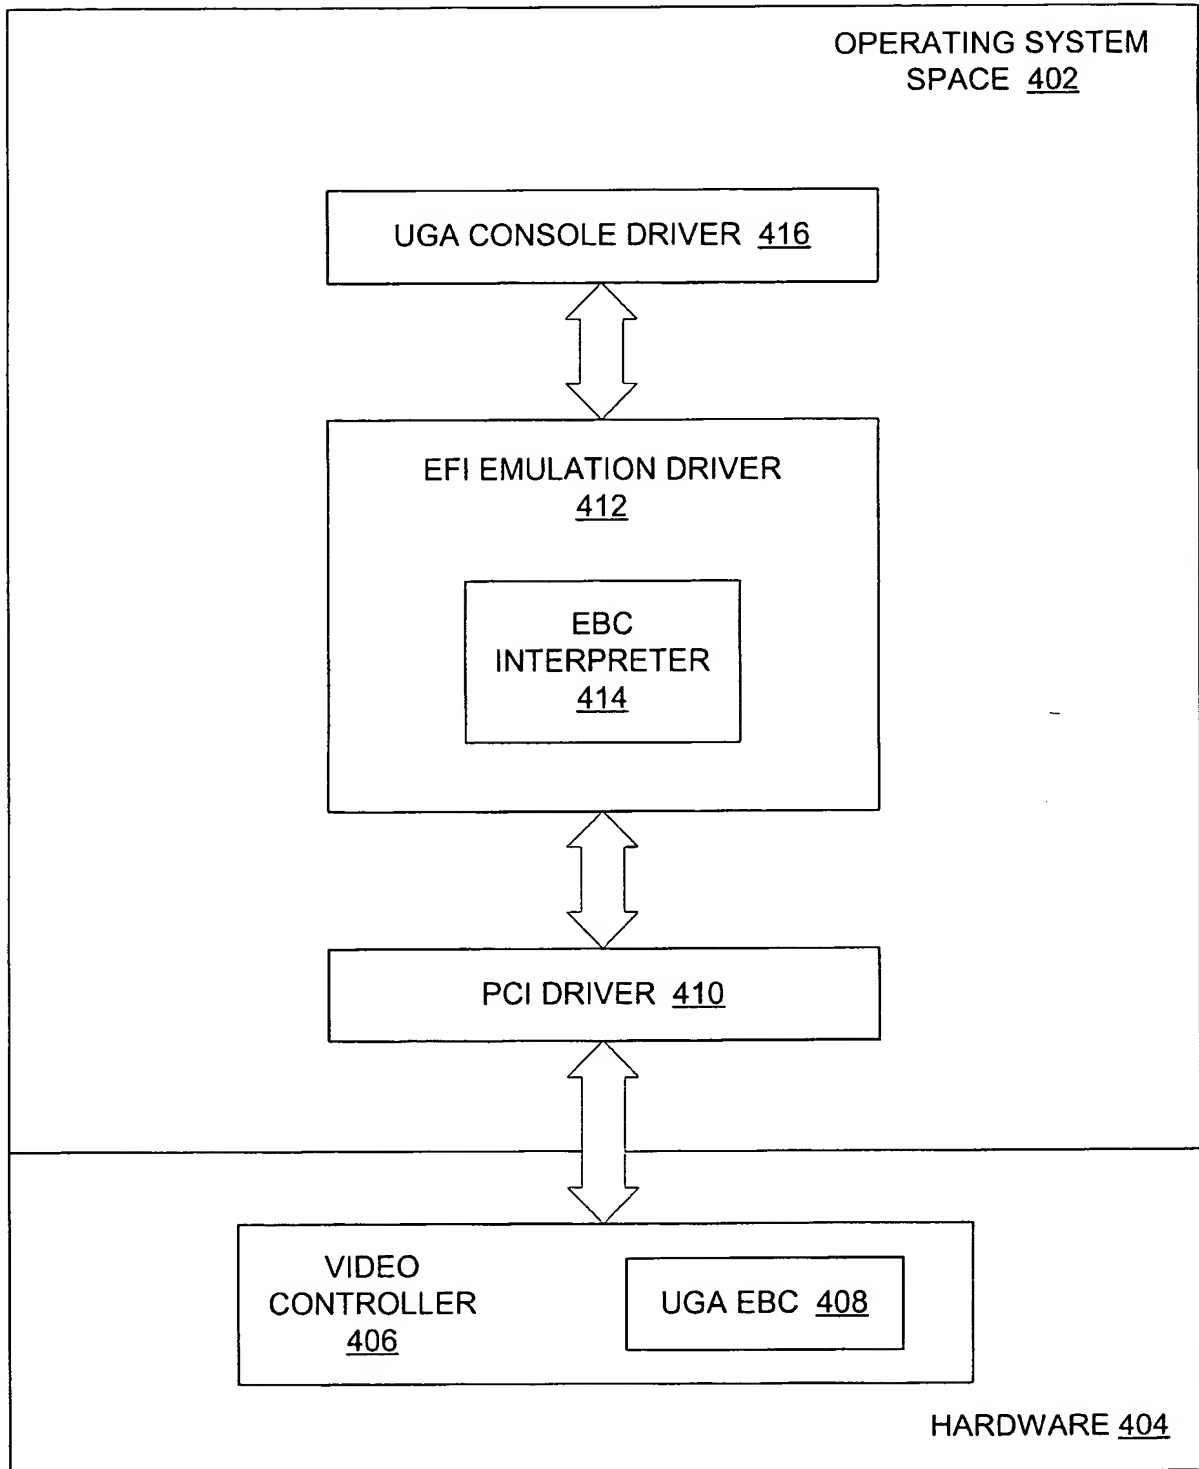 OPERATING SYSTEM
SPACE 402
UGA CONSOLE DRIVER 416
EFI EMULATION DRIVER
412
EBC
INTERPRETER
414
PCI DRIVER 410
VIDEO
CONTROLLER
406
UGA EBC 408
HARDWARE 404